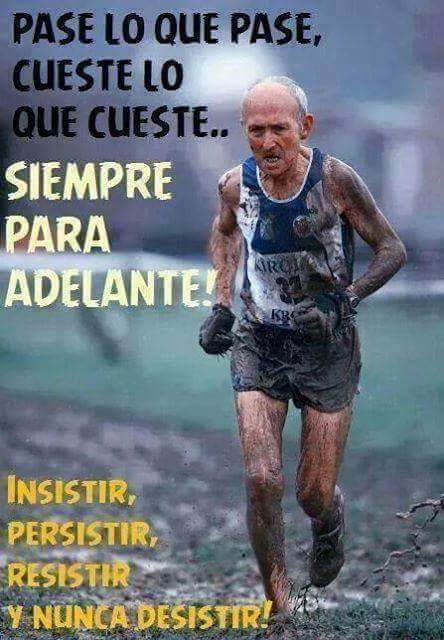 PASE LO QUE PASE,
CUESTE LO
QUE CUESTE..
SIEMPRE
PARA
ADELANTE!
INSISTIR,
PERSISTIR,
RESISTIR
Y NUNCA DESISTIR!